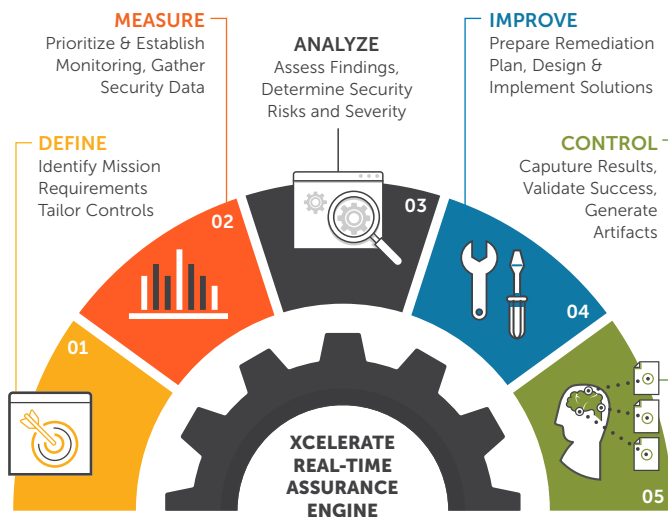 MEASURE
Prioritize & Establish
Monitoring, Gather
Security Data
ANALYZE
Assess Findings,
Determine Security
Risks and Severity
IMPROVE
Prepare Remediation
Plan, Design &
Implement Solutions
DEFINE
Identify Mission
Requirements
Tailor Controls
CONTROL
Caputure Results,
Validate Success,
Generate
Artifacts
01
02
03
04
05
XCELERATE
REAL-TIME
ASSURANCE
ENGINE